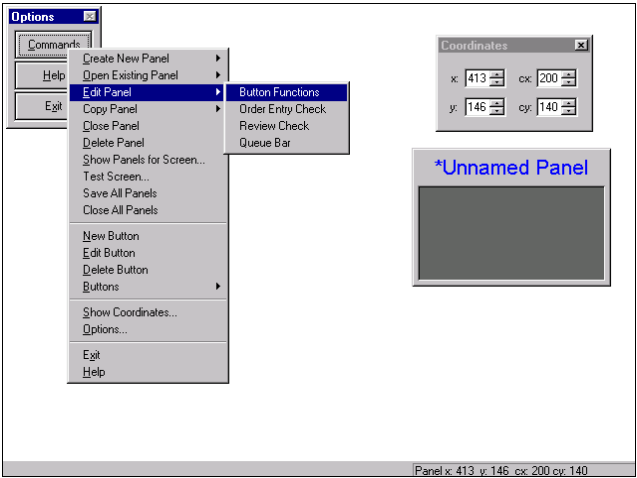 Options
Commands
Help
Exit
Create New Panel
Open Existing Panel
Edit Panel
Copy Panel
Close Panel
Delete Panel
Show Panels for Screen...
Test Screen...
Save All Panels
Close All Panels
New Button
Edit Button
Delete Button
Buttons
Show Coordinates...
Options...
Exit
Help
Button Functions
Order Entry Check
Review Check
Queue Bar
Coordinates
x: 413 cx: 200
y: 146 cy: 140
*Unnamed Panel
Panel x: 413 y: 146 cx: 200 cy: 140